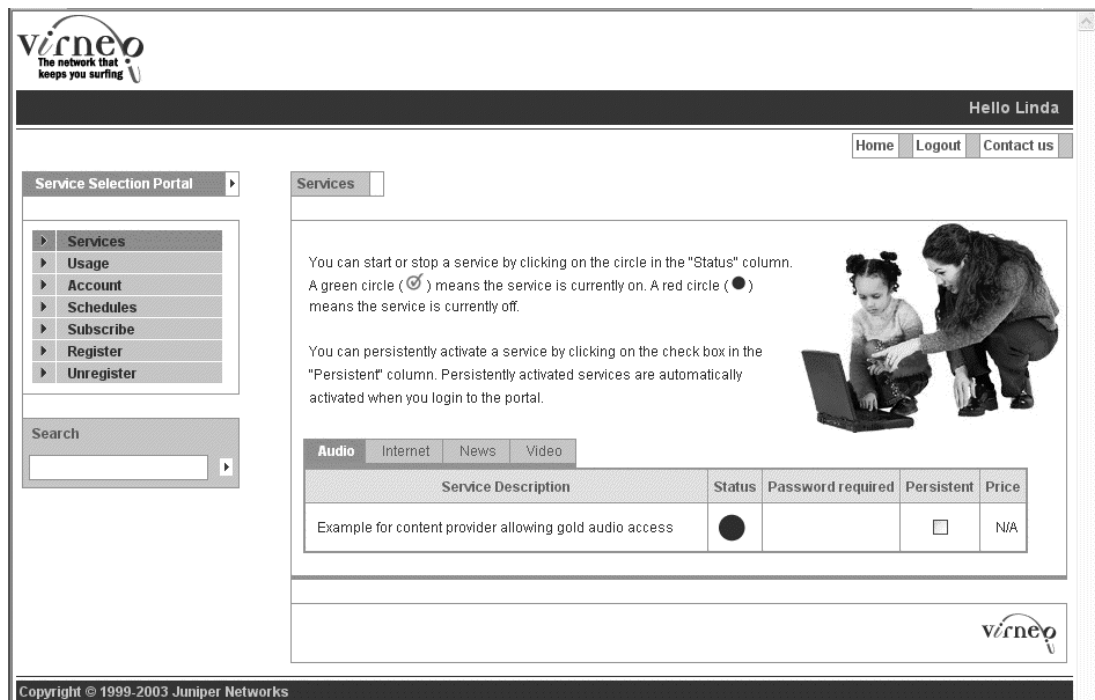 virneo
The network that
keeps you surfing
Hello Linda
Home Logout Contact us
Service Selection Portal
Services
Usage
Account
Schedules
Subscribe
Register
Unregister
Search
Services
You can start or stop a service by clicking on the circle in the "Status" column.
A green circle ( ) means the service is currently on. A red circle ( )
means the service is currently off.
You can persistently activate a service by clicking on the check box in the
"Persistent" column. Persistently activated services are automatically
activated when you login to the portal.
Audio Internet News Video
Service Description Status Password required Persistent Price
Example for content provider allowing gold audio access N/A
virneo
Copyright © 1999-2003 Juniper Networks